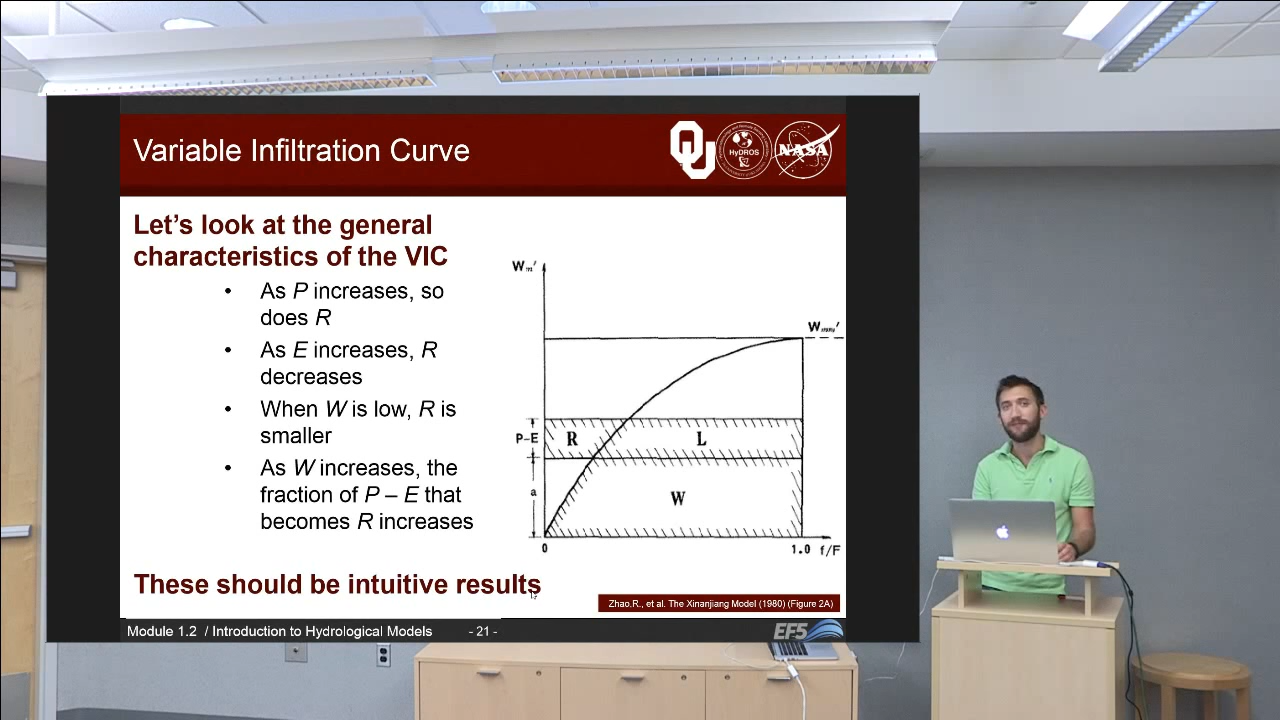 Variable Infiltration Curve
OU
HyDROS
NASA
Let's look at the general
characteristics of the VIC
• As P increases, so
does R
• As E increases, R
decreases
• When W is low, R is
smaller
• As W increases, the
fraction of P – E that
becomes R increases
These should be intuitive results
Wm'
Wmm'
P-E
R
L
a
W
0
1.0 f/F
Zhao.R., et al. The Xinanjiang Model (1980) (Figure 2A)
Module 1.2 / Introduction to Hydrological Models
- 21 -
EF5